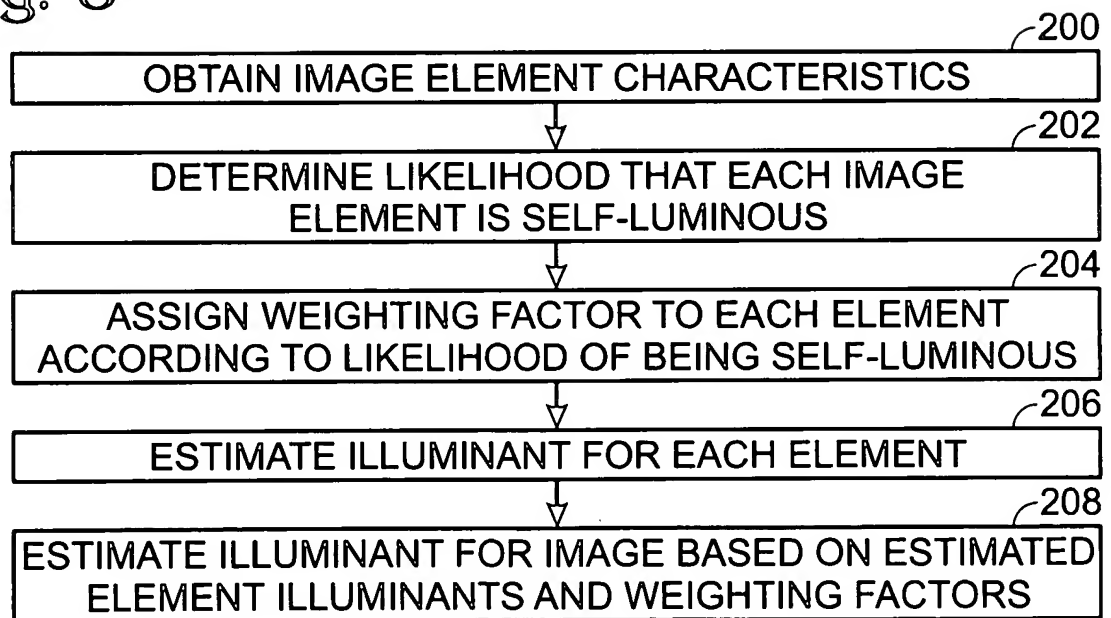 200
OBTAIN IMAGE ELEMENT CHARACTERISTICS
202
DETERMINE LIKELIHOOD THAT EACH IMAGE
ELEMENT IS SELF-LUMINOUS
204
ASSIGN WEIGHTING FACTOR TO EACH ELEMENT
ACCORDING TO LIKELIHOOD OF BEING SELF-LUMINOUS
206
ESTIMATE ILLUMINANT FOR EACH ELEMENT
208
ESTIMATE ILLUMINANT FOR IMAGE BASED ON ESTIMATED
ELEMENT ILLUMINANTS AND WEIGHTING FACTORS